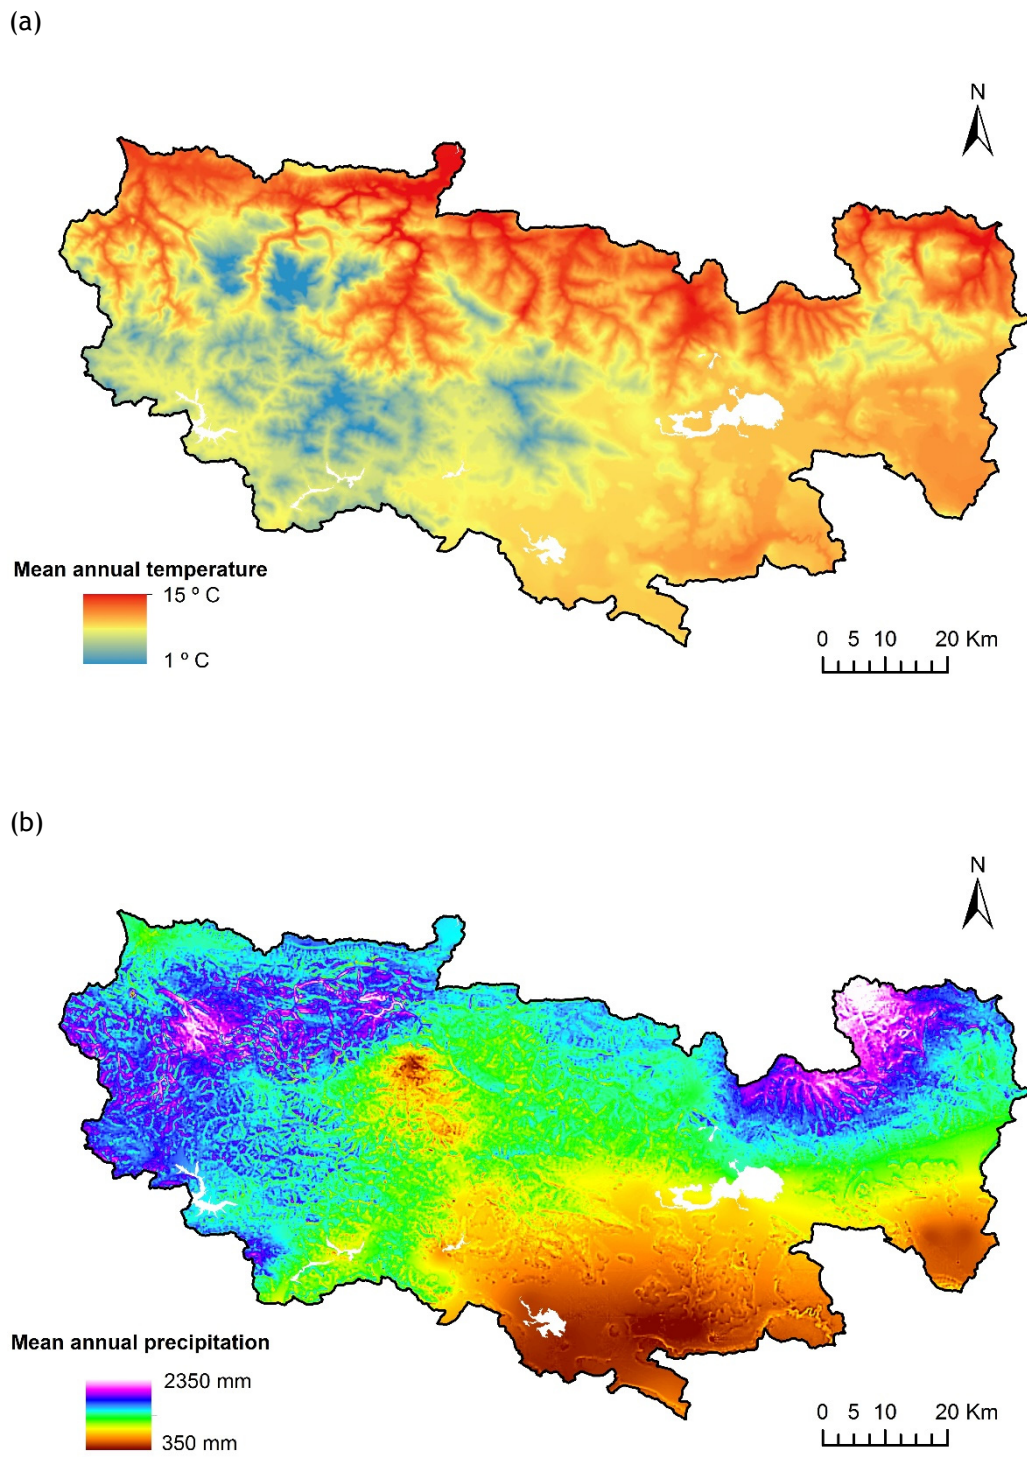 (a)
N
Mean annual temperature
15 º C
1 º C
0 5 10 20 Km
(b)
N
Mean annual precipitation
2350 mm
350 mm
0 5 10 20 Km